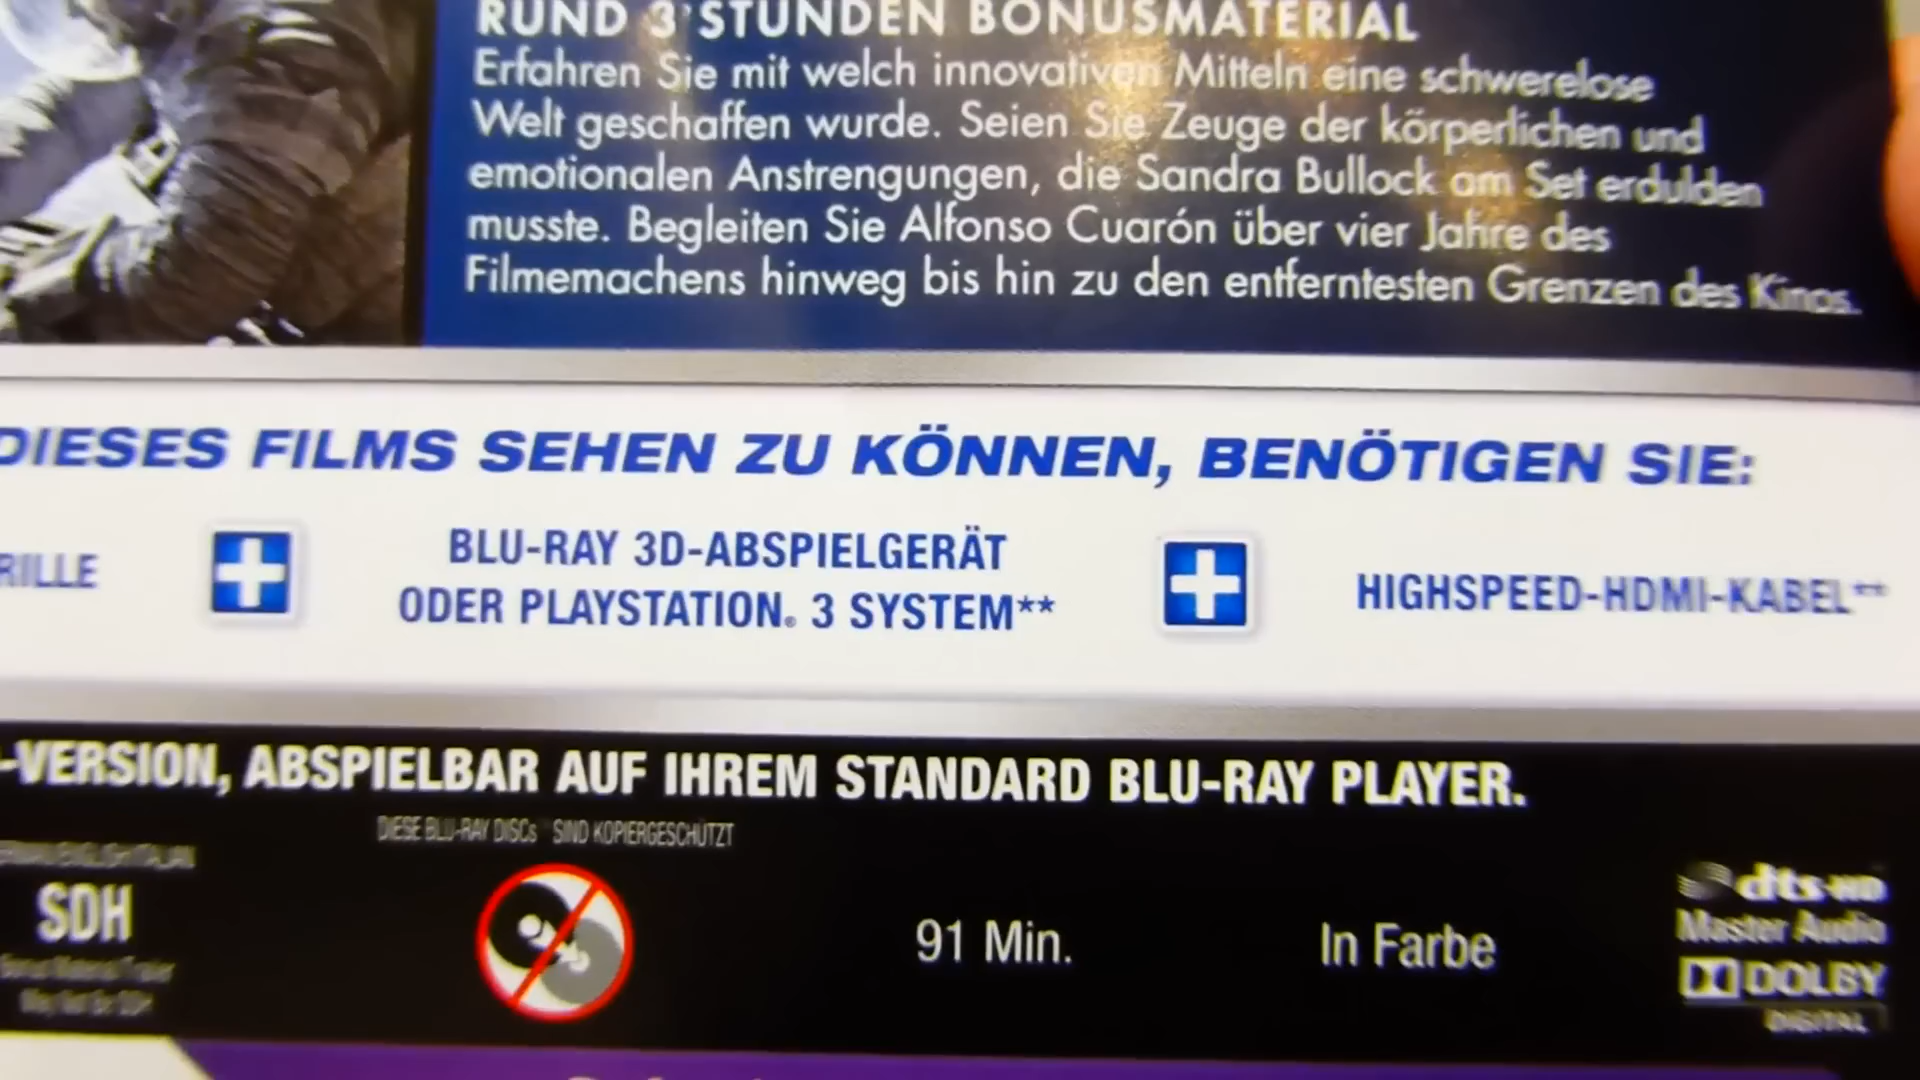 RUND 3 STUNDEN BONUSMATERIAL
Erfahren Sie mit welch innovativen Mitteln eine schwerelose
Welt geschaffen wurde. Seien Sie Zeuge der körperlichen und
emotionalen Anstrengungen, die Sandra Bullock am Set erdulden
musste. Begleiten Sie Alfonso Cuarón über vier Jahre des
Filmemachens hinweg bis hin zu den entferntesten Grenzen des Kinos.
DIESES FILMS SEHEN ZU KÖNNEN, BENÖTIGEN SIE:
RILLE
BLU-RAY 3D-ABSPIELGERÄT
ODER PLAYSTATION® 3 SYSTEM**
HIGHSPEED-HDMI-KABEL**
-VERSION, ABSPIELBAR AUF IHREM STANDARD BLU-RAY PLAYER.
DIESE BLU-RAY DISCs SIND KOPIERGESCHÜTZT
SDH
91 Min.
In Farbe
dts-HD
Master Audio
DOLBY
DIGITAL